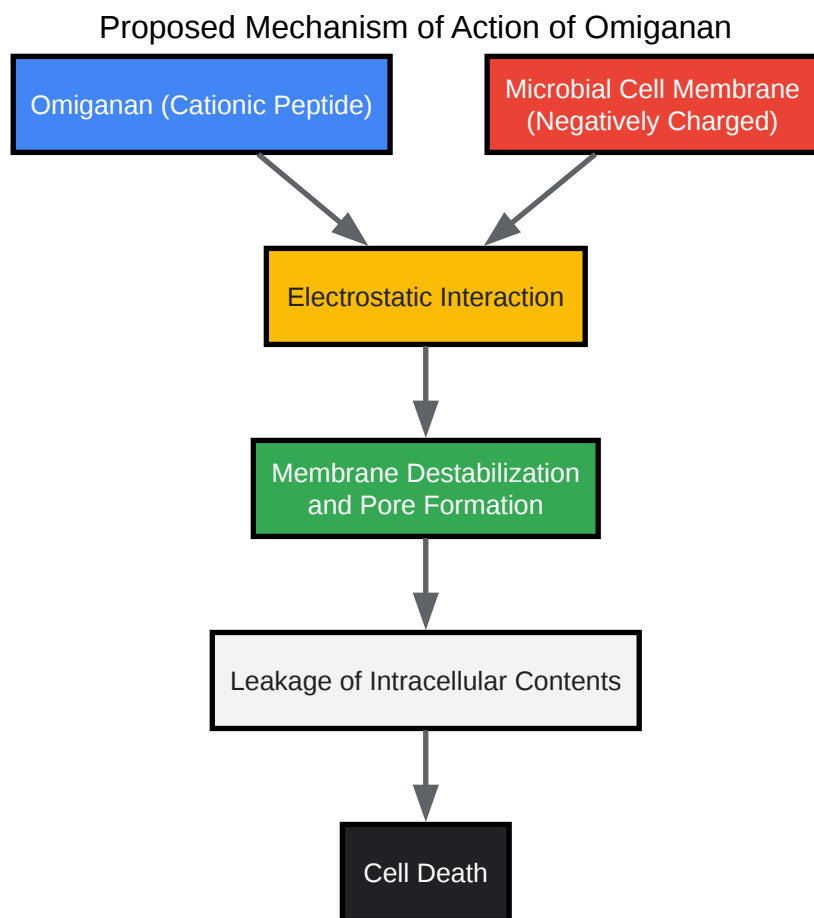 Proposed Mechanism of Action of Omiganan
Omiganan (Cationic Peptide)
Microbial Cell Membrane
(Negatively Charged)
Electrostatic Interaction
Membrane Destabilization
and Pore Formation
Leakage of Intracellular Contents
Cell Death